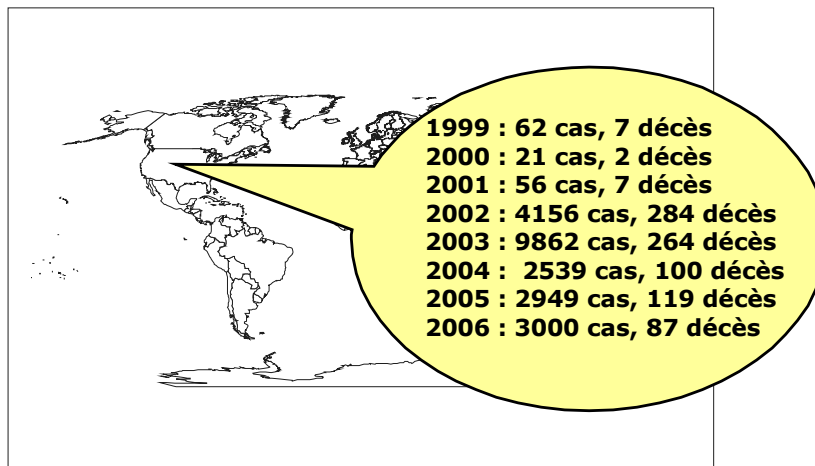 1999 : 62 cas, 7 décès
2000 : 21 cas, 2 décès
2001 : 56 cas, 7 décès
2002 : 4156 cas, 284 décès
2003 : 9862 cas, 264 décès
2004 :  2539 cas, 100 décès
2005 : 2949 cas, 119 décès
2006 : 3000 cas, 87 décès